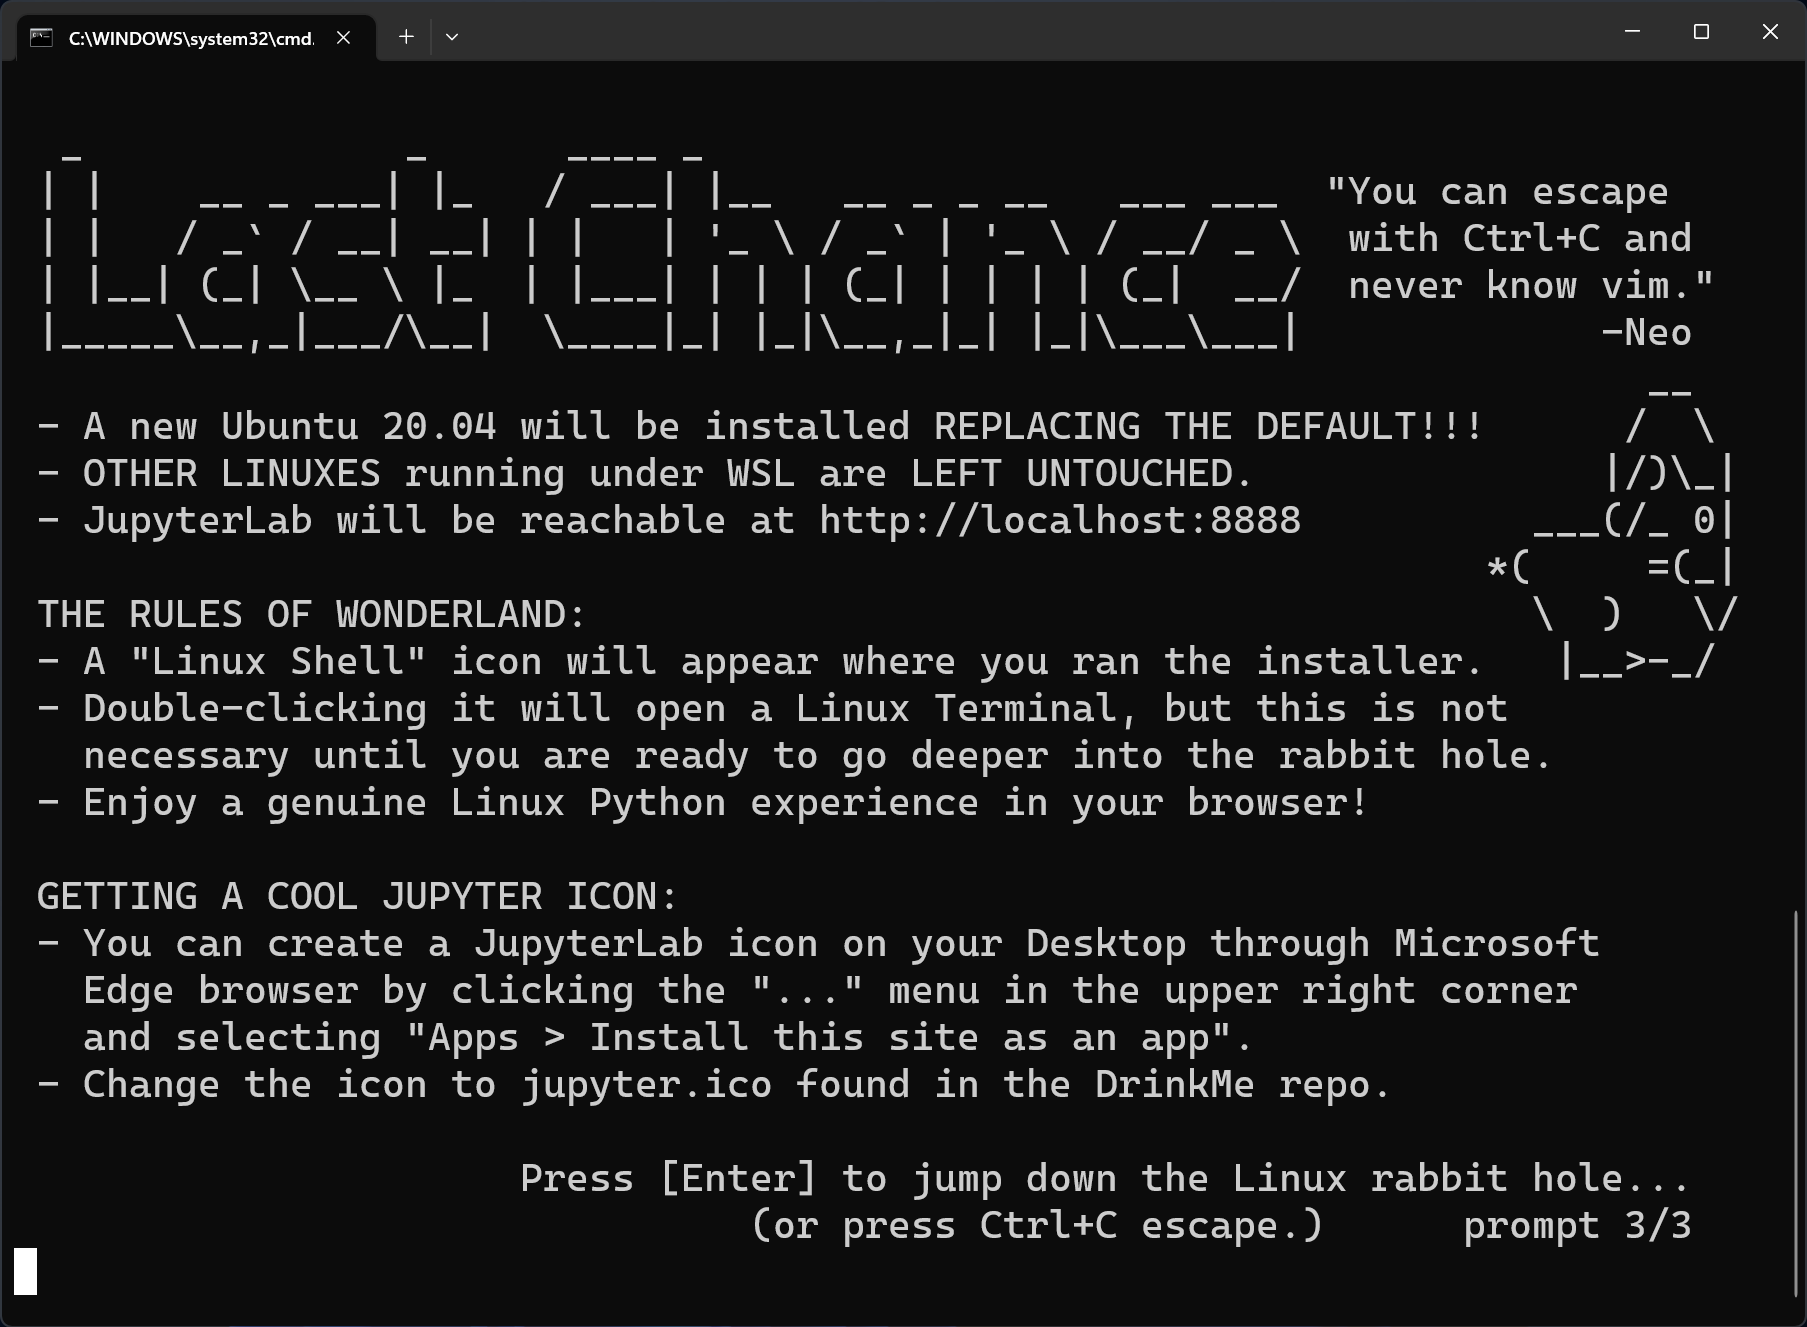 C:\WINDOWS\system32\cmd.
Last Chance
"You can escape
with Ctrl+C and
never know vim."
-Neo
- A new Ubuntu 20.04 will be installed REPLACING THE DEFAULT!!!
- OTHER LINUXES running under WSL are LEFT UNTOUCHED.
- JupyterLab will be reachable at http://localhost:8888
THE RULES OF WONDERLAND:
- A "Linux Shell" icon will appear where you ran the installer.
- Double-clicking it will open a Linux Terminal, but this is not
necessary until you are ready to go deeper into the rabbit hole.
- Enjoy a genuine Linux Python experience in your browser!
GETTING A COOL JUPYTER ICON:
- You can create a JupyterLab icon on your Desktop through Microsoft
Edge browser by clicking the "..." menu in the upper right corner
and selecting "Apps > Install this site as an app".
- Change the icon to jupyter.ico found in the DrinkMe repo.
Press [Enter] to jump down the Linux rabbit hole...
(or press Ctrl+C escape.) prompt 3/3